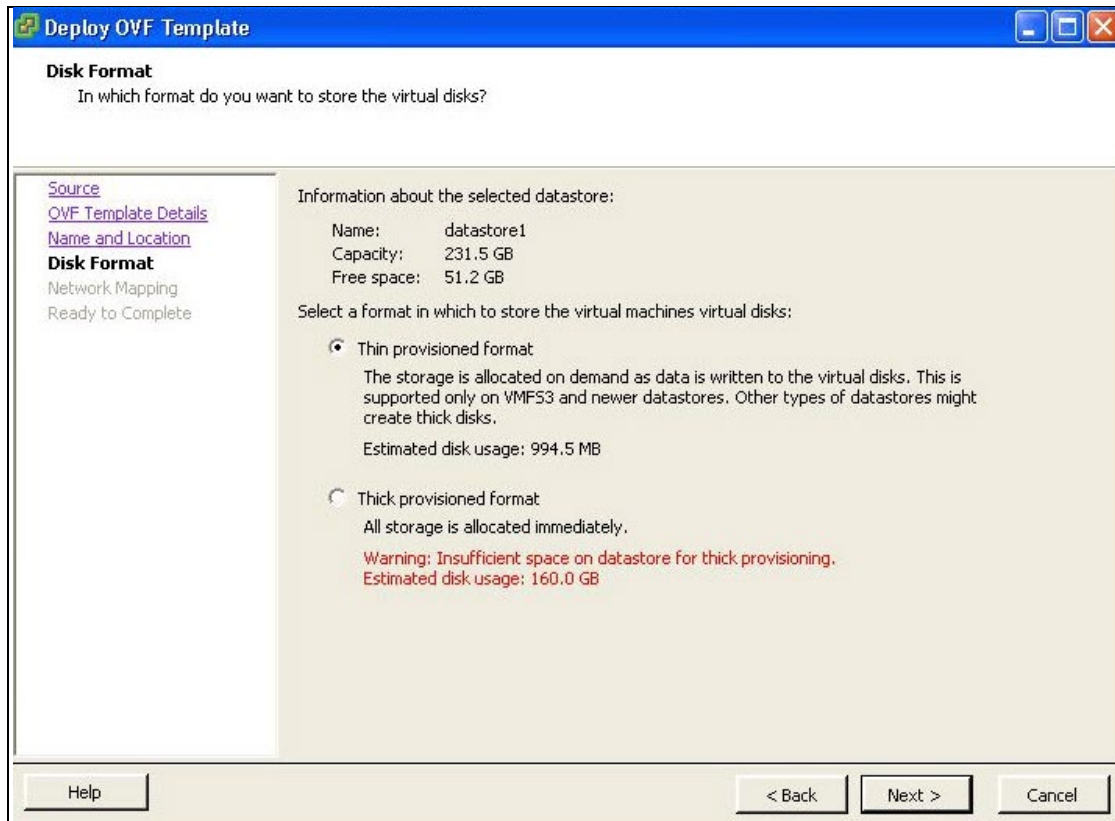 Deploy OVF Template
Disk Format
In which format do you want to store the virtual disks?
Source
OVF Template Details
Name and Location
Disk Format
Network Mapping
Ready to Complete
Information about the selected datastore:
Name: datastore1
Capacity: 231.5 GB
Free space: 51.2 GB
Select a format in which to store the virtual machines virtual disks:
Thin provisioned format
The storage is allocated on demand as data is written to the virtual disks. This is
supported only on VMFS3 and newer datastores. Other types of datastores might
create thick disks.
Estimated disk usage: 994.5 MB
Thick provisioned format
All storage is allocated immediately.
Warning: Insufficient space on datastore for thick provisioning.
Estimated disk usage: 160.0 GB
Help
< Back
Next >
Cancel